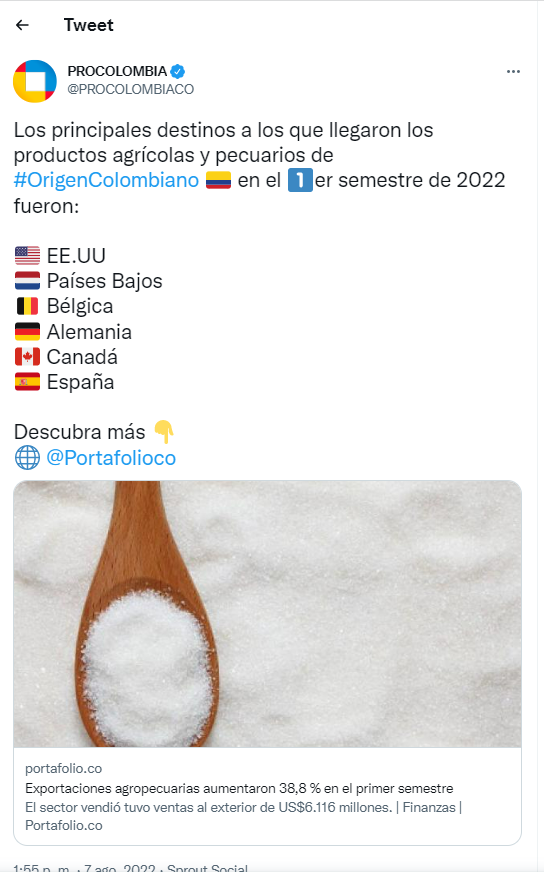 Tweet
PROCOLOMBIA
@PROCOLOMBIACO
Los principales destinos a los que llegaron los
productos agrícolas y pecuarios de
#OrigenColombiano 🇨🇴 en el 1️⃣er semestre de 2022
fueron:
🇺🇸 EE.UU
🇳🇱 Países Bajos
🇧🇪 Bélgica
🇩🇪 Alemania
🇨🇦 Canadá
🇪🇸 España
Descubra más 👇
🌐 @Portafolioco
portafolio.co
Exportaciones agropecuarias aumentaron 38,8 % en el primer semestre
El sector vendió tuvo ventas al exterior de US$6.116 millones. | Finanzas |
Portafolio.co
1:55 p. m. · 7 ago. 2022 · Sprout Social